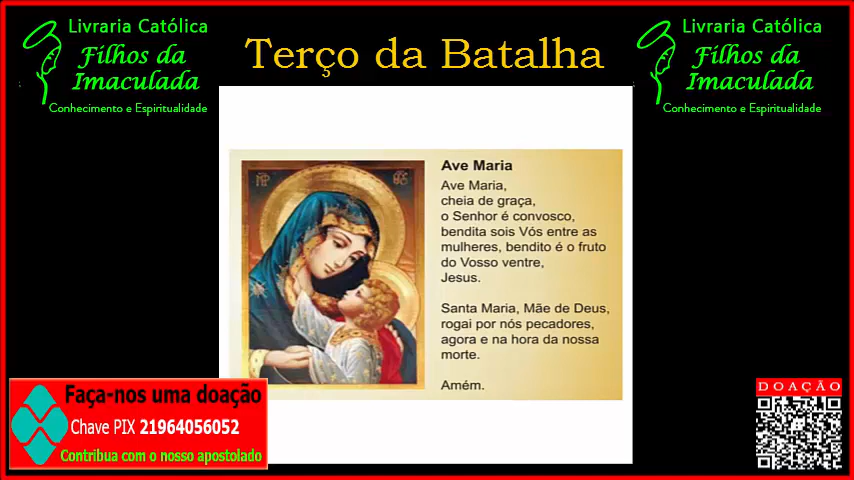 Livraria Católica
Filhos da
Imaculada
Conhecimento e Espiritualidade
Terço da Batalha
Livraria Católica
Filhos da
Imaculada
Conhecimento e Espiritualidade
Ave Maria
Ave Maria,
cheia de graça,
o Senhor é convosco,
bendita sois Vós entre as
mulheres, bendito é o fruto
do Vosso ventre,
Jesus.
Santa Maria, Mãe de Deus,
rogai por nós pecadores,
agora e na hora da nossa
morte.
Amém.
Faça-nos uma doação
Chave PIX 21964056052
Contribua com o nosso apostolado
DOAÇÃO